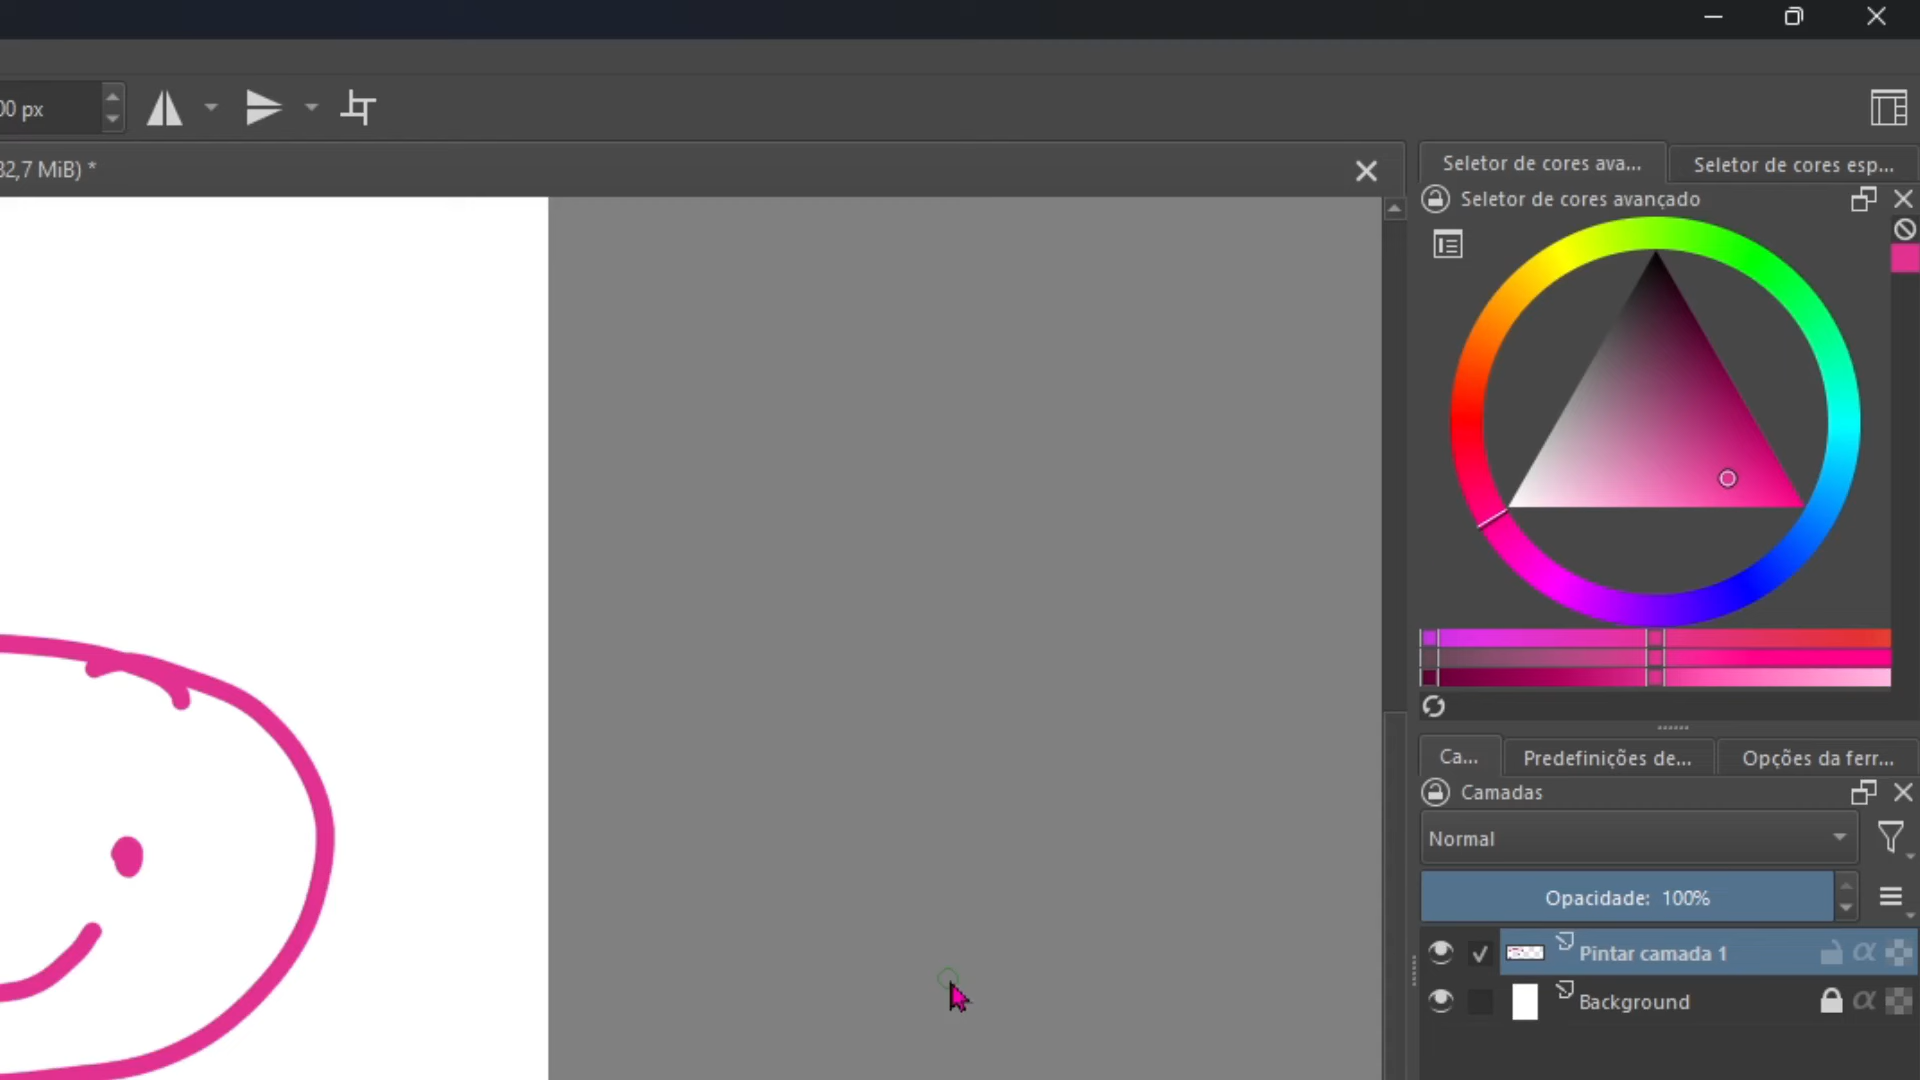 00 px
32,7 MiB) *
Seletor de cores ava...
Seletor de cores esp...
Seletor de cores avançado
Ca...
Predefinições de...
Opções da ferr...
Camadas
Normal
Opacidade: 100%
Pintar camada 1
Background